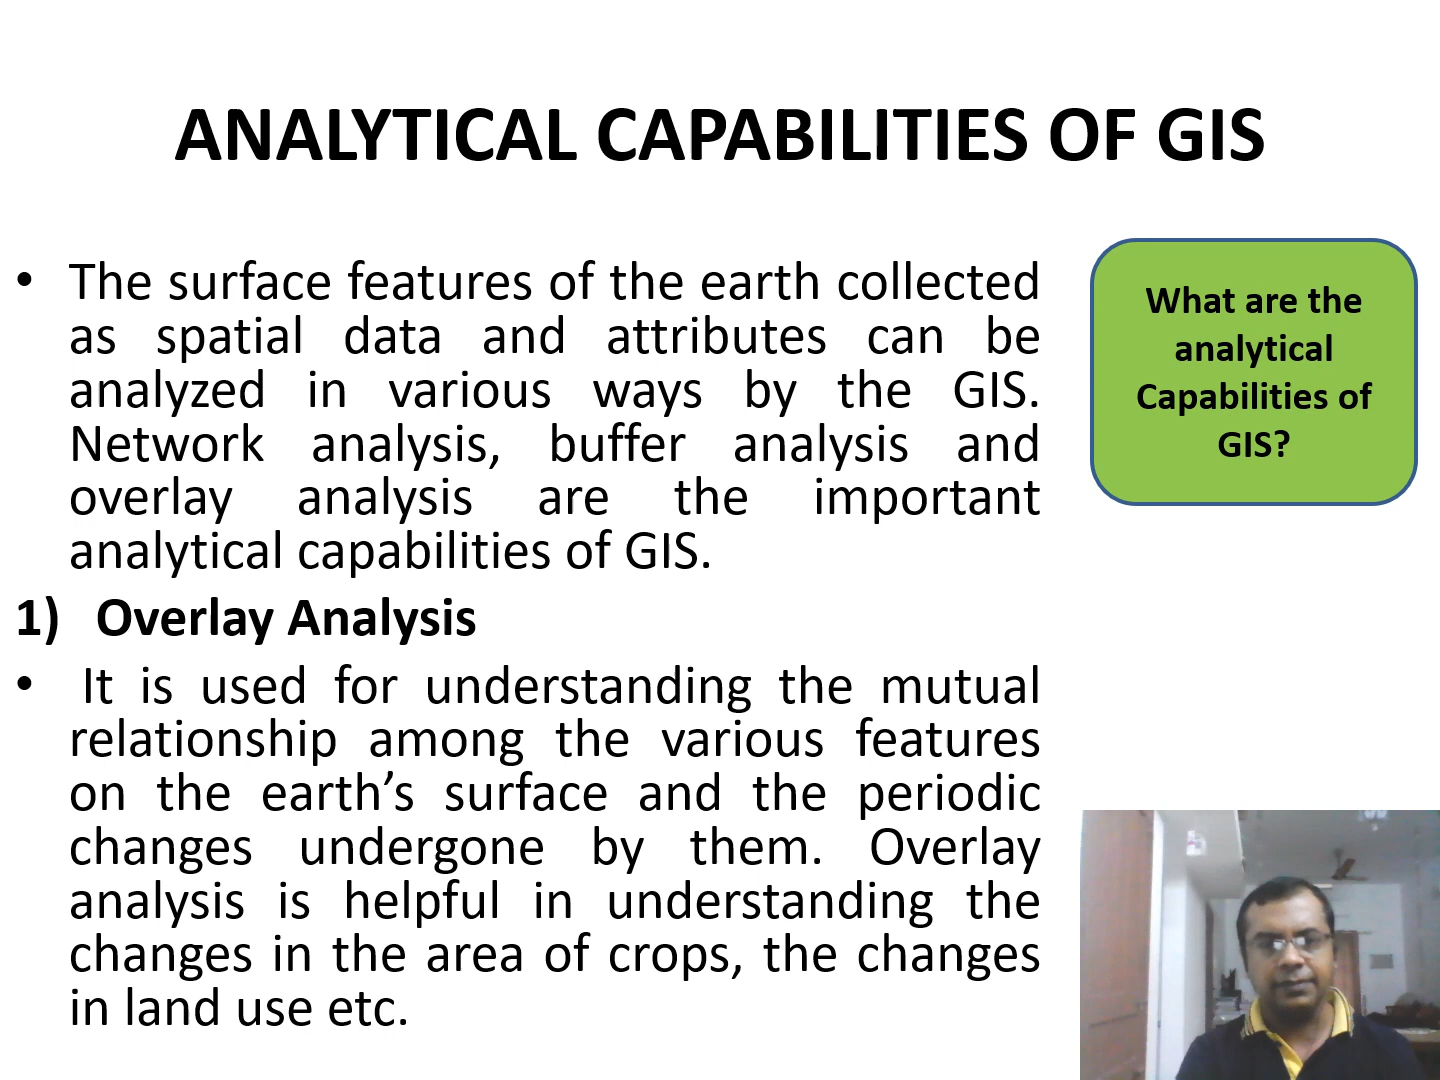 ANALYTICAL CAPABILITIES OF GIS
• The surface features of the earth collected
as spatial data and attributes can be
analyzed in various ways by the GIS.
Network analysis, buffer analysis and
overlay analysis are the important
analytical capabilities of GIS.
1) Overlay Analysis
• It is used for understanding the mutual
relationship among the various features
on the earth’s surface and the periodic
changes undergone by them. Overlay
analysis is helpful in understanding the
changes in the area of crops, the changes
in land use etc.
What are the
analytical
Capabilities of
GIS?